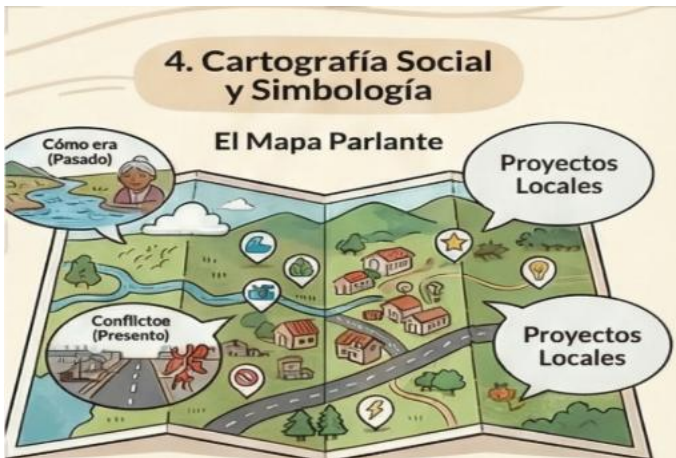 4. Cartografía Social
y Simbología
El Mapa Parlante
Cómo era
(Pasado)
Proyectos
Locales
Conflictoe
(Presento)
Proyectos
Locales